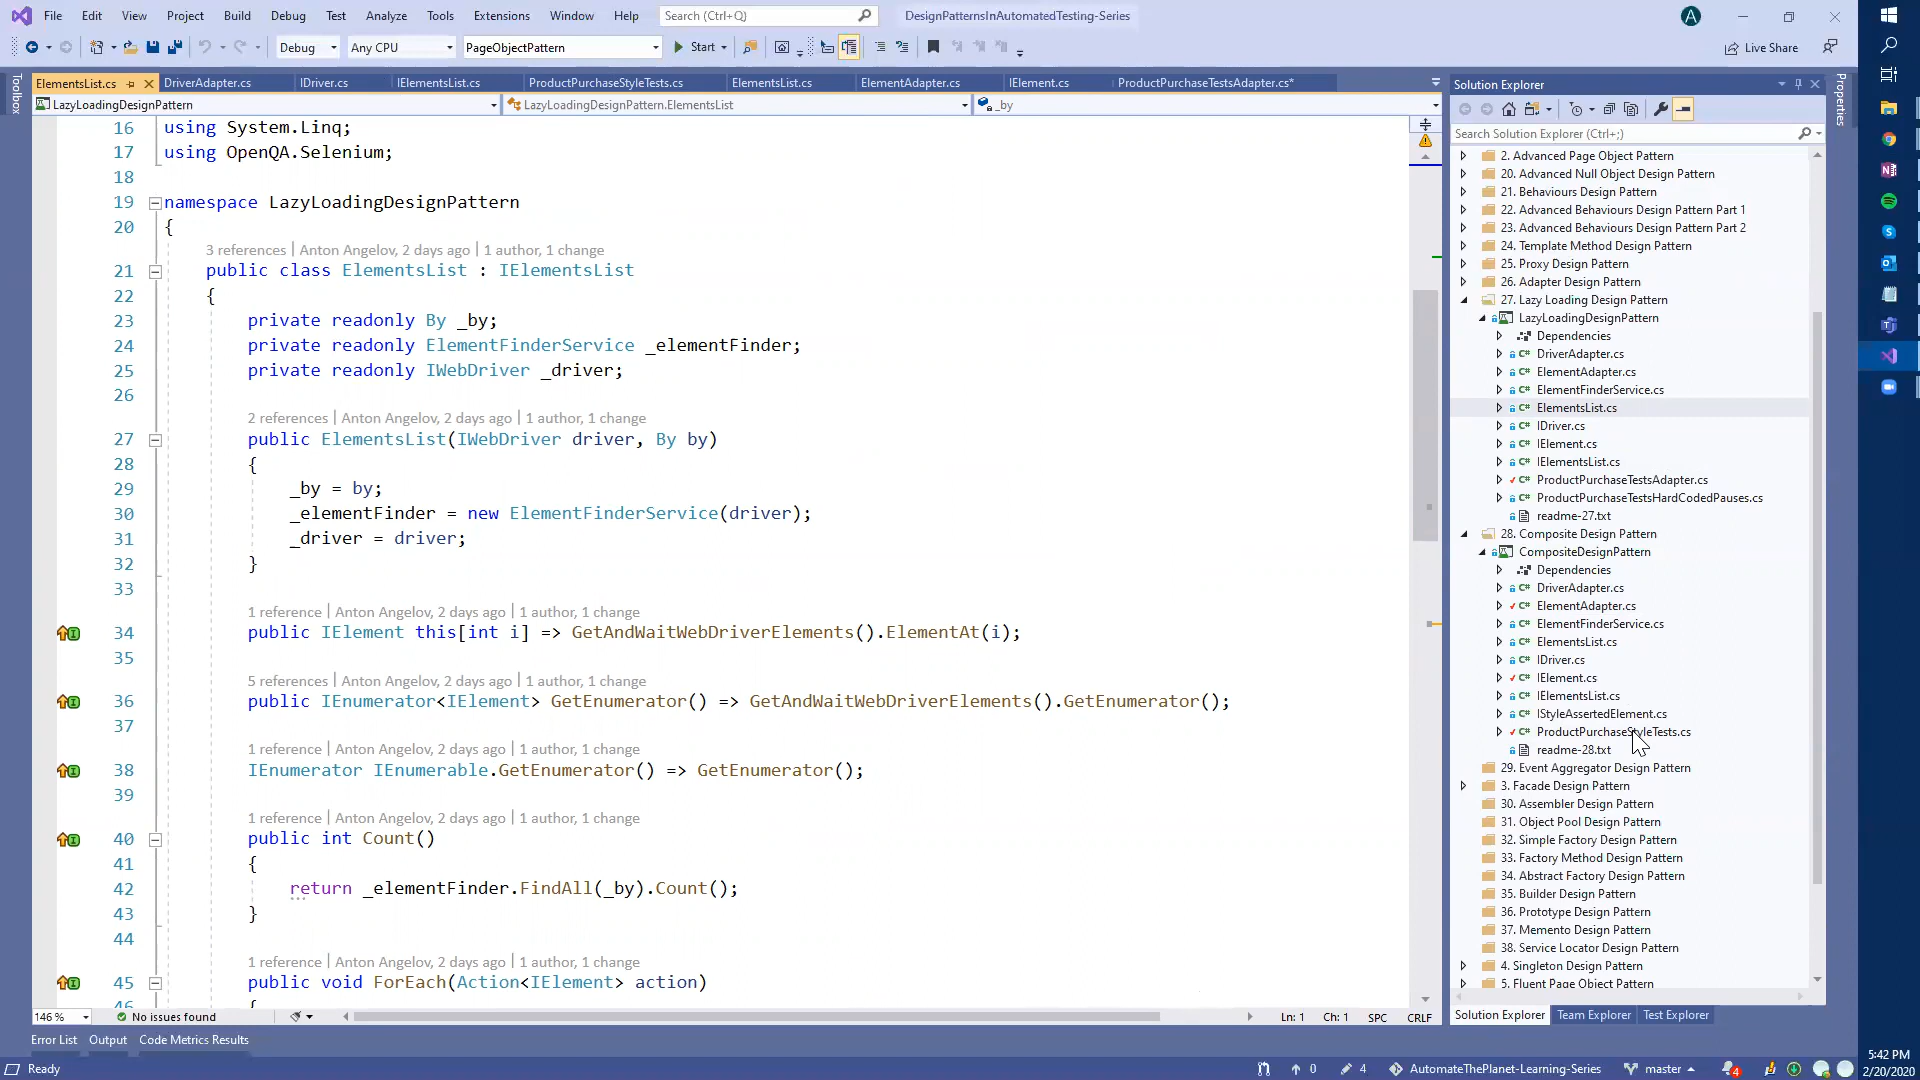 File Edit View Project Build Debug Test Analyze Tools Extensions Window Help Search (Ctrl+Q) DesignPatternsInAutomatedTesting-Series A
Debug Any CPU PageObjectPattern Start Live Share
ElementsList.cs DriverAdapter.cs IDriver.cs IElementsList.cs ProductPurchaseStyleTests.cs ElementsList.cs ElementAdapter.cs IElement.cs ProductPurchaseTestsAdapter.cs*
LazyLoadingDesignPattern LazyLoadingDesignPattern.ElementsList _by
Toolbox
16 using System.Linq;
17 using OpenQA.Selenium;
18
19 namespace LazyLoadingDesignPattern
20 {
3 references | Anton Angelov, 2 days ago | 1 author, 1 change
21 public class ElementsList : IElementsList
22 {
23 private readonly By _by;
24 private readonly ElementFinderService _elementFinder;
25 private readonly IWebDriver _driver;
26
2 references | Anton Angelov, 2 days ago | 1 author, 1 change
27 public ElementsList(IWebDriver driver, By by)
28 {
29 _by = by;
30 _elementFinder = new ElementFinderService(driver);
31 _driver = driver;
32 }
33
1 reference | Anton Angelov, 2 days ago | 1 author, 1 change
34 public IElement this[int i] => GetAndWaitWebDriverElements().ElementAt(i);
35
5 references | Anton Angelov, 2 days ago | 1 author, 1 change
36 public IEnumerator<IElement> GetEnumerator() => GetAndWaitWebDriverElements().GetEnumerator();
37
1 reference | Anton Angelov, 2 days ago | 1 author, 1 change
38 IEnumerator IEnumerable.GetEnumerator() => GetEnumerator();
39
1 reference | Anton Angelov, 2 days ago | 1 author, 1 change
40 public int Count()
41 {
42 return _elementFinder.FindAll(_by).Count();
43 }
44
1 reference | Anton Angelov, 2 days ago | 1 author, 1 change
45 public void ForEach(Action<IElement> action)
46 {
146 % No issues found Ln: 1 Ch: 1 SPC CRLF
Solution Explorer
Search Solution Explorer (Ctrl+;)
2. Advanced Page Object Pattern
20. Advanced Null Object Design Pattern
21. Behaviours Design Pattern
22. Advanced Behaviours Design Pattern Part 1
23. Advanced Behaviours Design Pattern Part 2
24. Template Method Design Pattern
25. Proxy Design Pattern
26. Adapter Design Pattern
27. Lazy Loading Design Pattern
LazyLoadingDesignPattern
Dependencies
DriverAdapter.cs
ElementAdapter.cs
ElementFinderService.cs
ElementsList.cs
IDriver.cs
IElement.cs
IElementsList.cs
ProductPurchaseTestsAdapter.cs
ProductPurchaseTestsHardCodedPauses.cs
readme-27.txt
28. Composite Design Pattern
CompositeDesignPattern
Dependencies
DriverAdapter.cs
ElementAdapter.cs
ElementFinderService.cs
ElementsList.cs
IDriver.cs
IElement.cs
IElementsList.cs
IStyleAssertedElement.cs
ProductPurchaseStyleTests.cs
readme-28.txt
29. Event Aggregator Design Pattern
3. Facade Design Pattern
30. Assembler Design Pattern
31. Object Pool Design Pattern
32. Simple Factory Design Pattern
33. Factory Method Design Pattern
34. Abstract Factory Design Pattern
35. Builder Design Pattern
36. Prototype Design Pattern
37. Memento Design Pattern
38. Service Locator Design Pattern
4. Singleton Design Pattern
5. Fluent Page Object Pattern
Solution Explorer Team Explorer Test Explorer
Properties
Error List Output Code Metrics Results
Ready 0 4 AutomateThePlanet-Learning-Series master 4
5:42 PM
2/20/2020